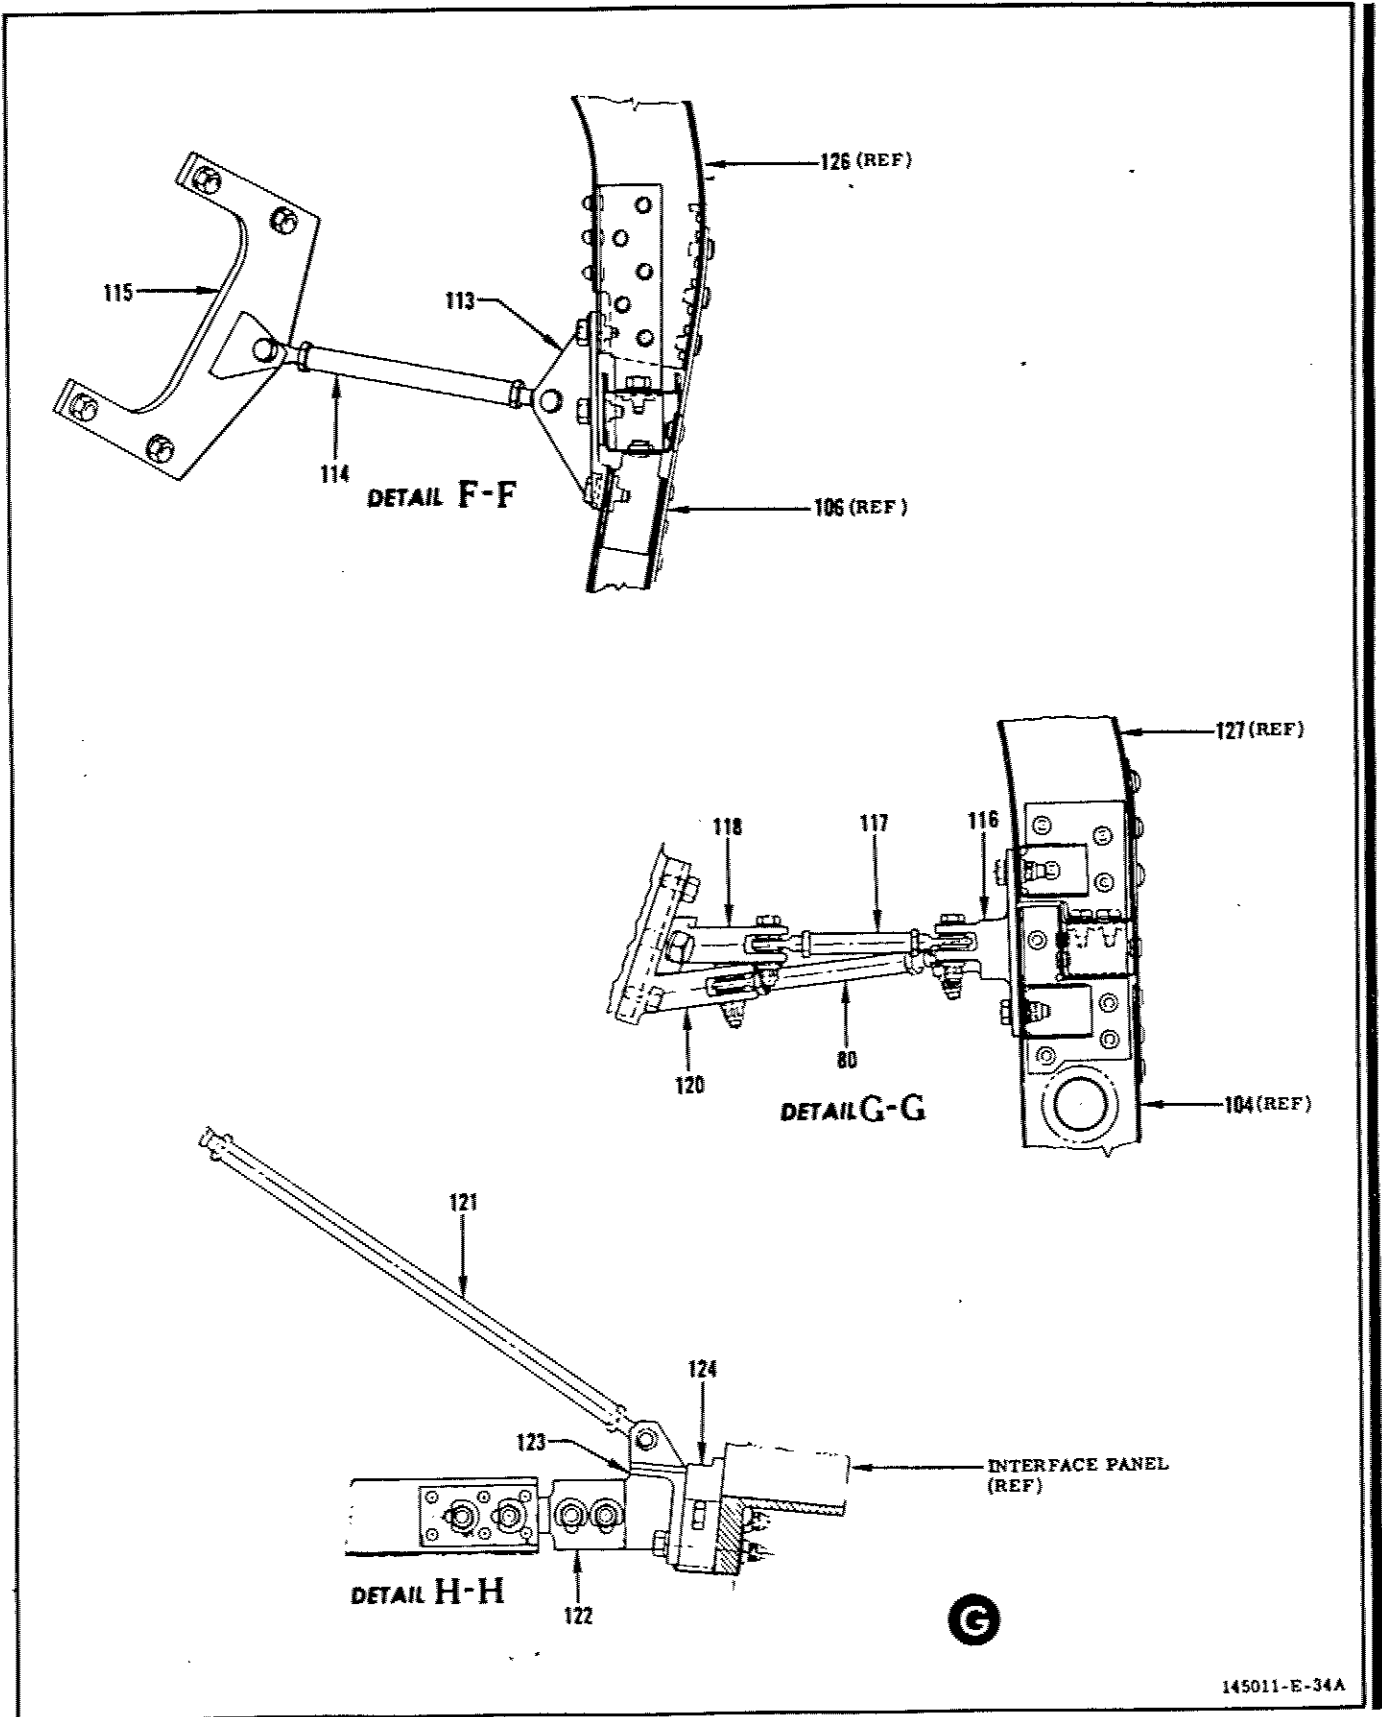 126 (REF)
115
113
114
DETAIL F-F
106 (REF)
127 (REF)
118
117
116
120
80
DETAIL G-G
104 (REF)
121
124
123
INTERFACE PANEL
(REF)
DETAIL H-H
122
G
145011-E-34A